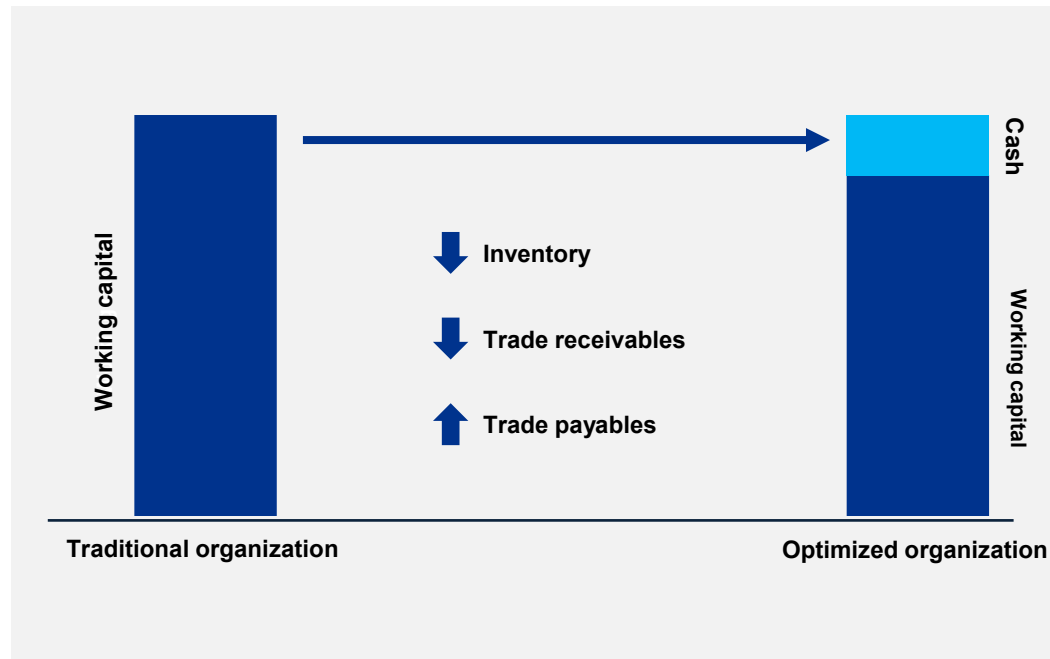 Working capital
Inventory
Trade receivables
Trade payables
Cash
Working capital
Traditional organization
Optimized organization